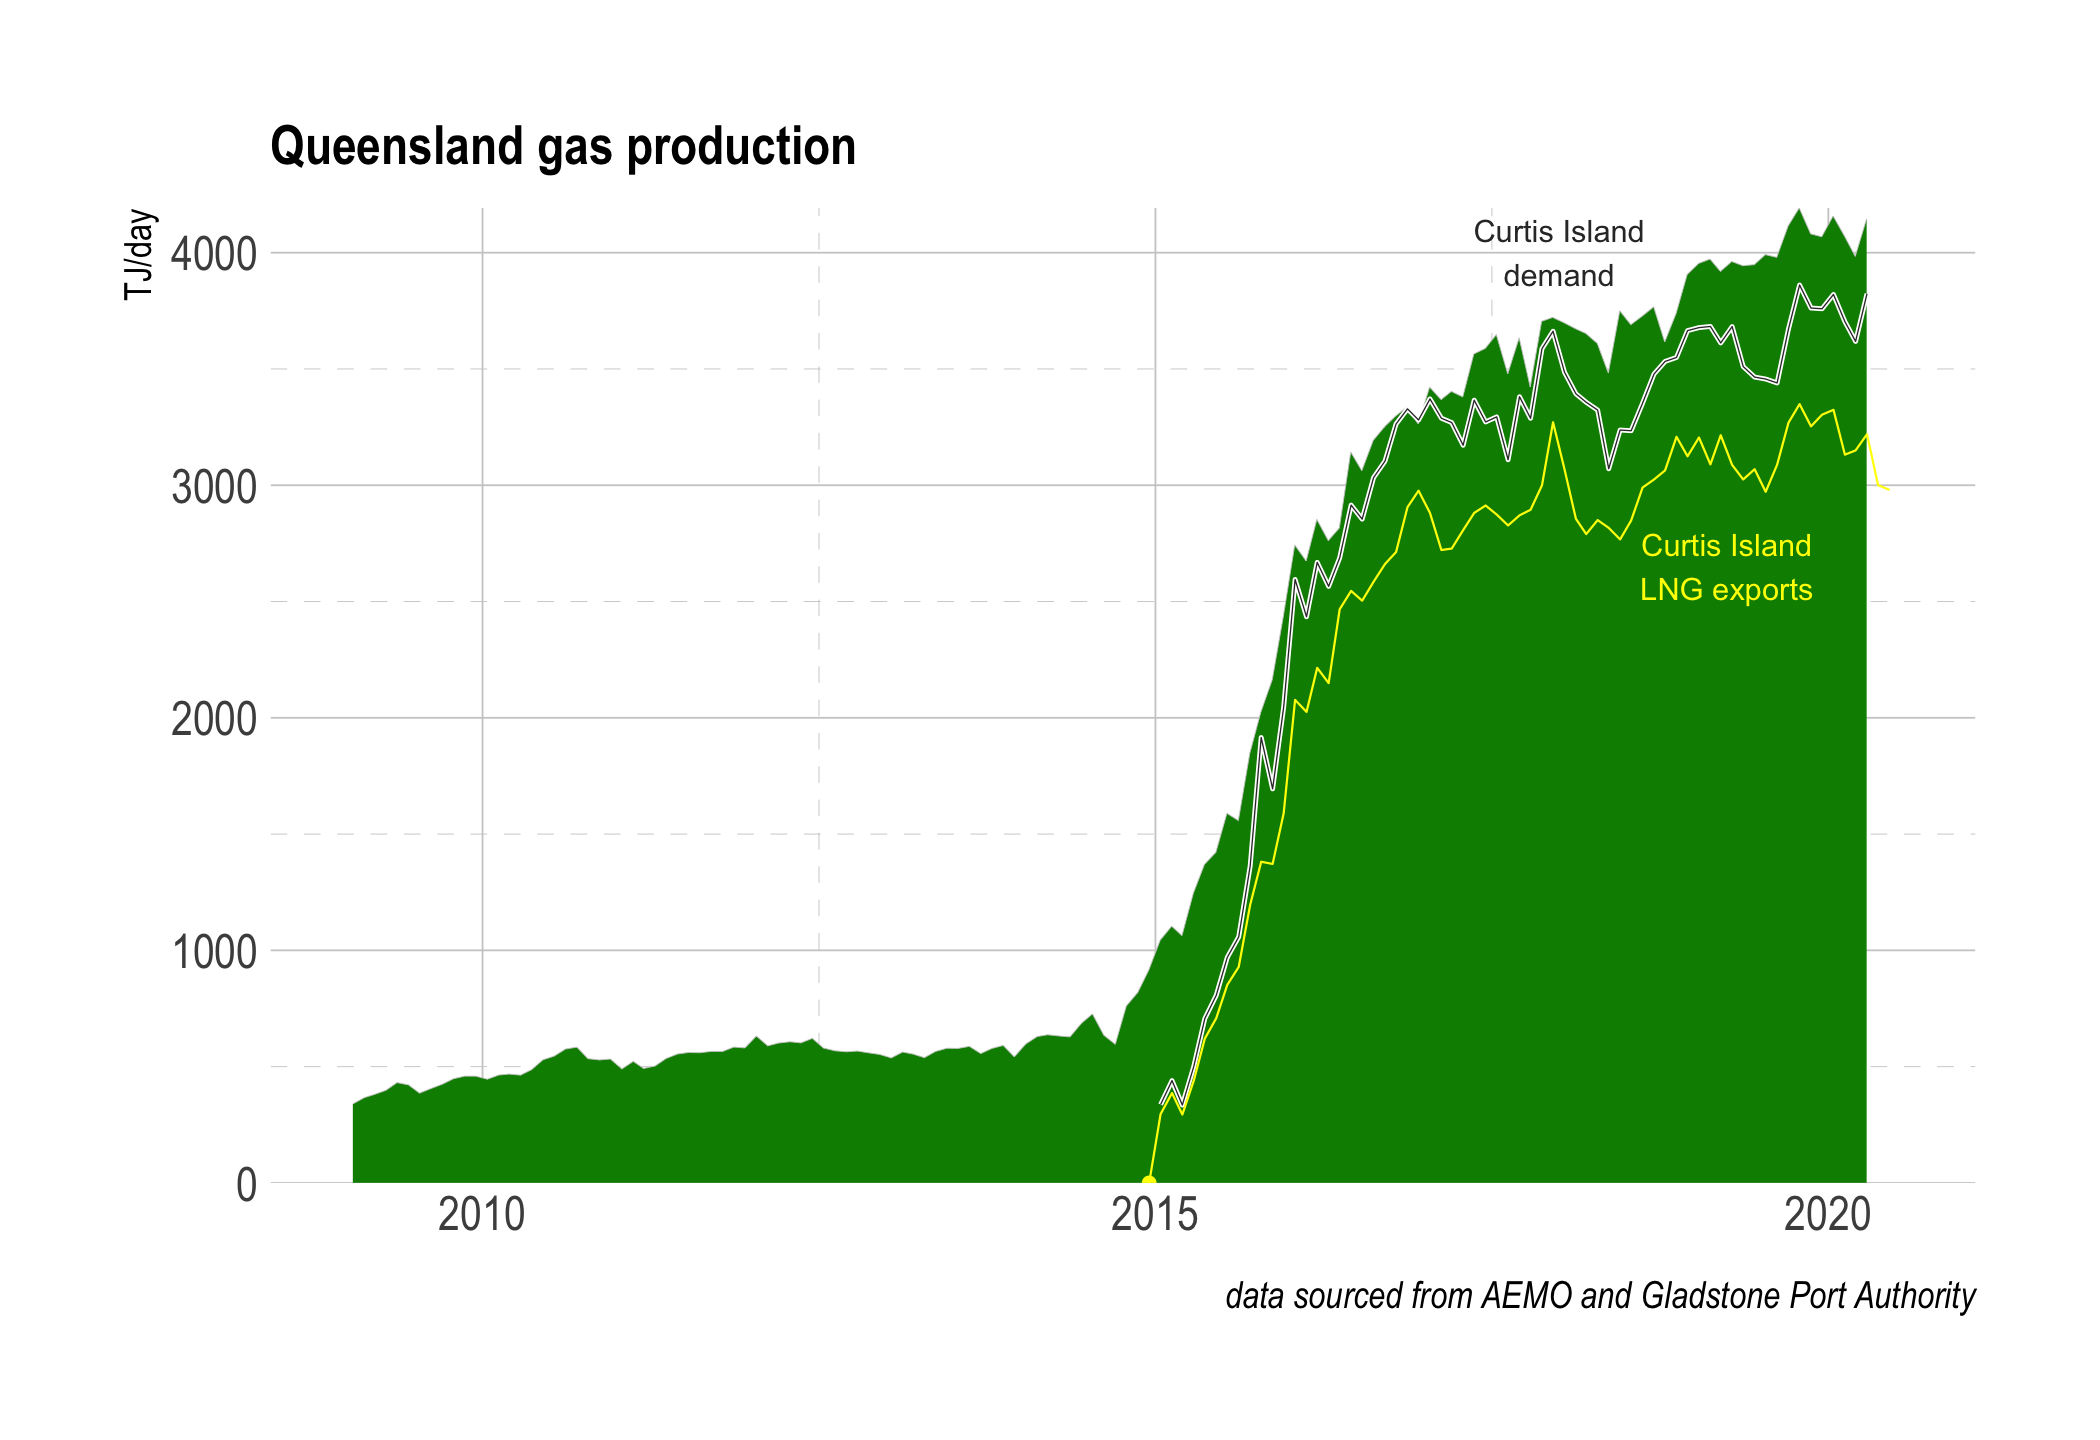 Queensland gas production
TJ/day
4000
3000
2000
1000
0
Curtis Island
demand
Curtis Island
LNG exports
2010
2015
2020
data sourced from AEMO and Gladstone Port Authority